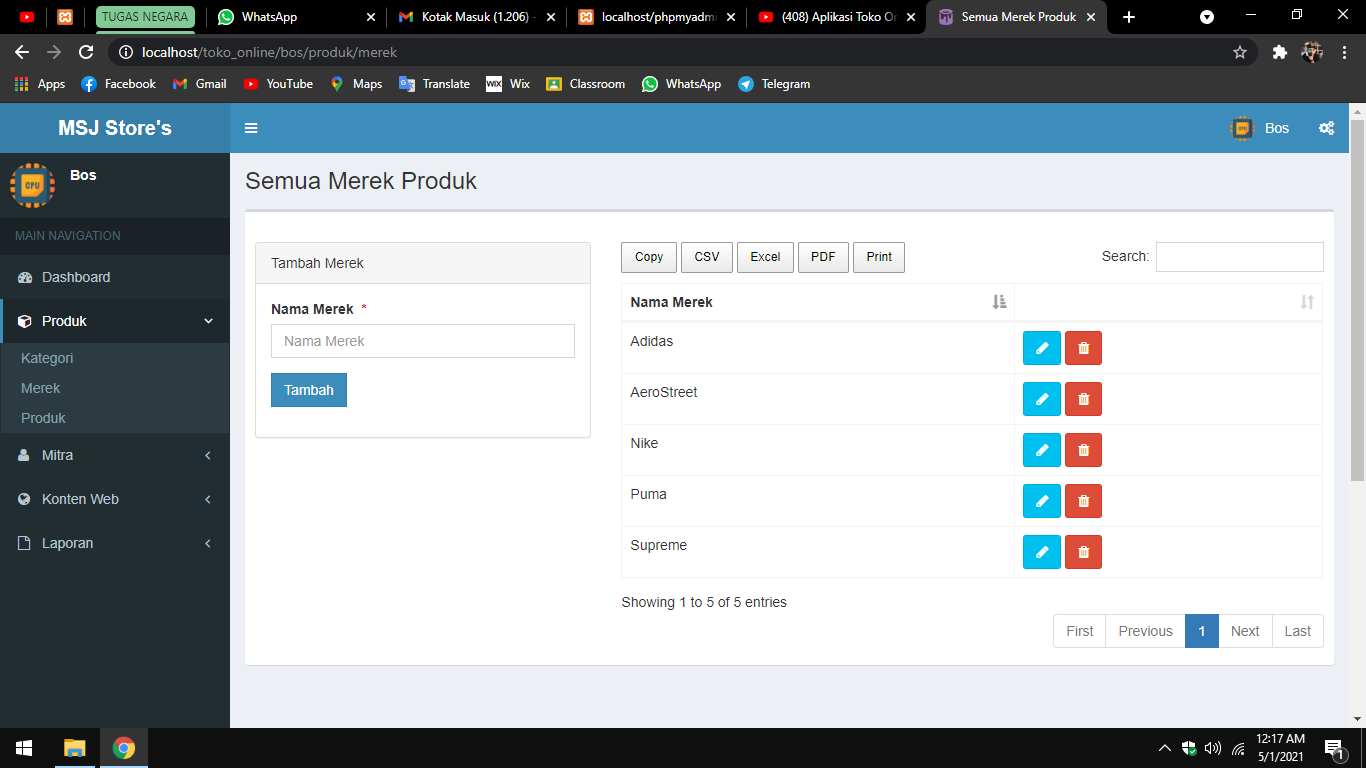 TUGAS NEGARA
WhatsApp
Kotak Masuk (1.206) -
localhost/phpmyadmi
(408) Aplikasi Toko On
Semua Merek Produk
localhost/toko_online/bos/produk/merek
Apps
Facebook
Gmail
YouTube
Maps
Translate
WIX
Wix
Classroom
WhatsApp
Telegram
MSJ Store's
Bos
CPU
Bos
MAIN NAVIGATION
Dashboard
Produk
Kategori
Merek
Produk
Mitra
Konten Web
Laporan
Semua Merek Produk
Tambah Merek
Nama Merek *
Nama Merek
Tambah
Copy
CSV
Excel
PDF
Print
Search:
Nama Merek
Adidas
AeroStreet
Nike
Puma
Supreme
Showing 1 to 5 of 5 entries
First
Previous
1
Next
Last
12:17 AM
5/1/2021
1